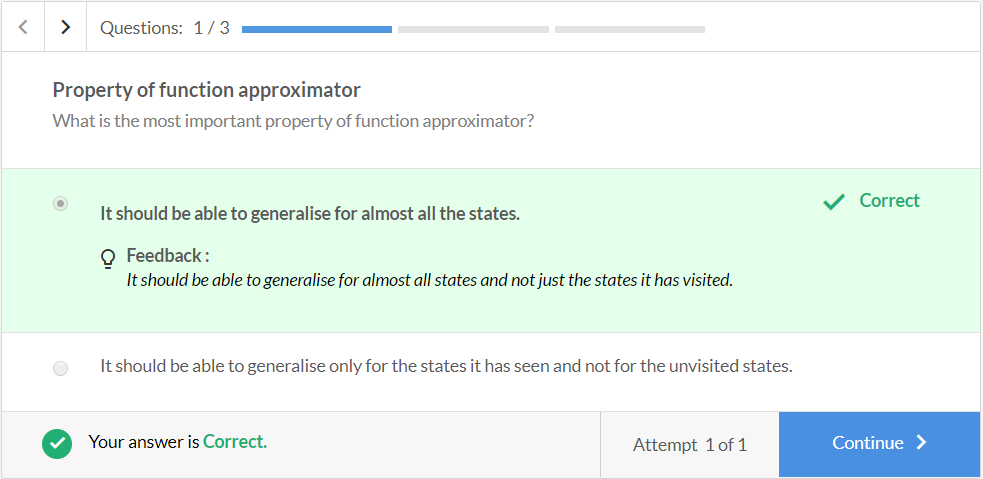 Questions: 1 / 3
Property of function approximator
What is the most important property of function approximator?
It should be able to generalise for almost all the states.
Correct
Feedback :
It should be able to generalise for almost all states and not just the states it has visited.
It should be able to generalise only for the states it has seen and not for the unvisited states.
Your answer is Correct.
Attempt 1 of 1
Continue